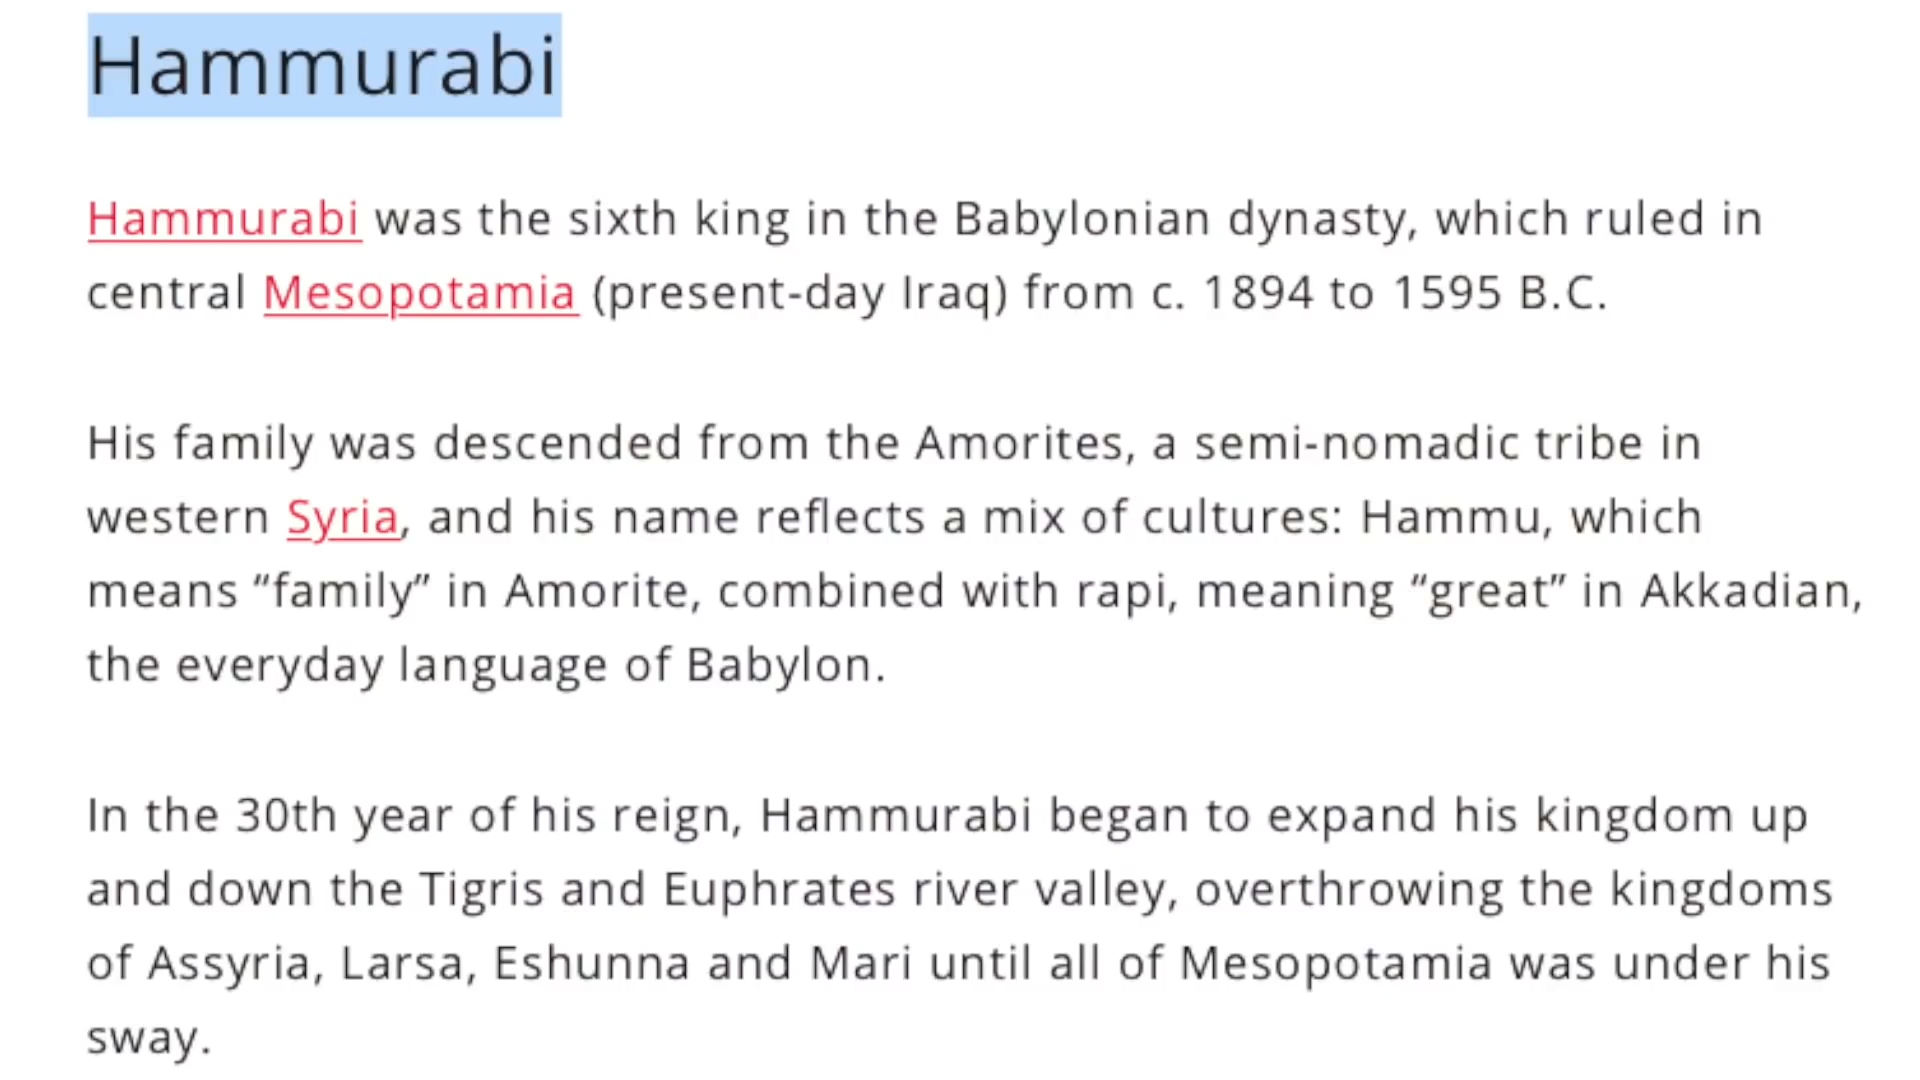 Hammurabi
Hammurabi was the sixth king in the Babylonian dynasty, which ruled in
central Mesopotamia (present-day Iraq) from c. 1894 to 1595 B.C.
His family was descended from the Amorites, a semi-nomadic tribe in
western Syria, and his name reflects a mix of cultures: Hammu, which
means “family” in Amorite, combined with rapi, meaning “great” in Akkadian,
the everyday language of Babylon.
In the 30th year of his reign, Hammurabi began to expand his kingdom up
and down the Tigris and Euphrates river valley, overthrowing the kingdoms
of Assyria, Larsa, Eshunna and Mari until all of Mesopotamia was under his
sway.